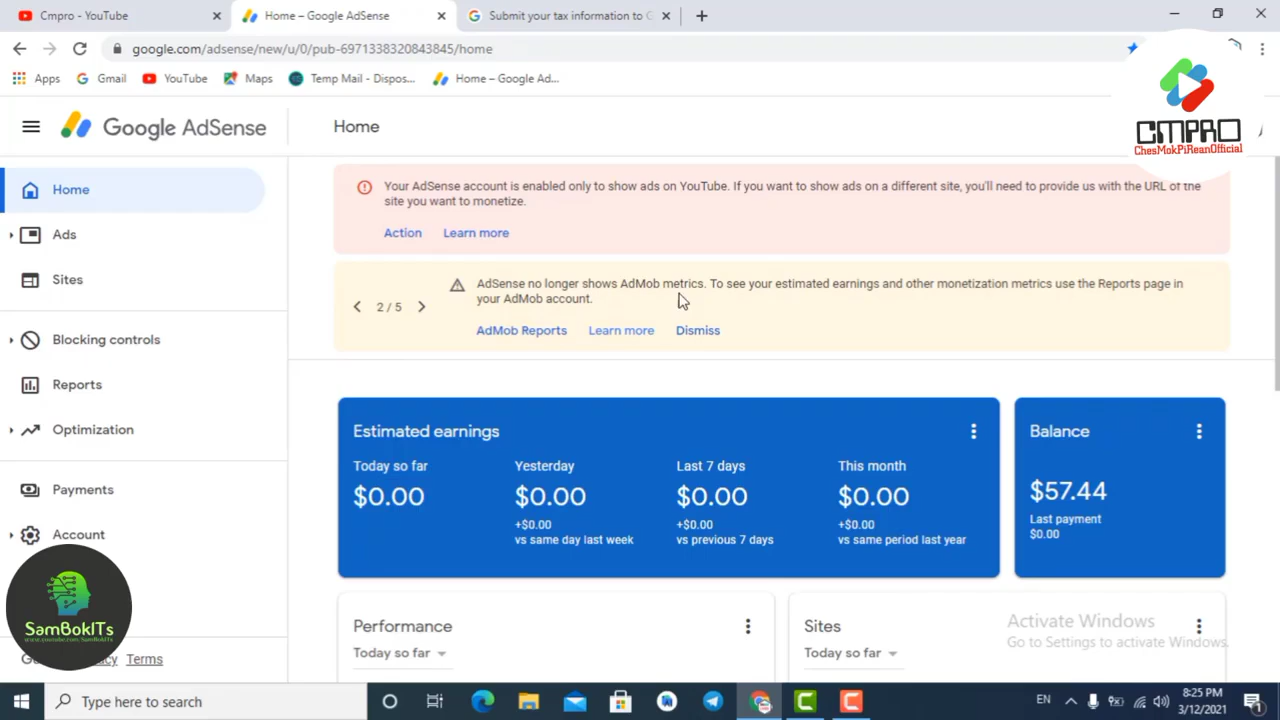 Cmpro - YouTube
Home – Google AdSense
Submit your tax information to G
google.com/adsense/new/u/0/pub-6971338320843845/home
Apps
Gmail
YouTube
Maps
Temp Mail - Dispos...
Home – Google Ad...
CMPRO
ChesMokPiReanOfficial
Google AdSense
Home
Home
Ads
Sites
Blocking controls
Reports
Optimization
Payments
Account
Your AdSense account is enabled only to show ads on YouTube. If you want to show ads on a different site, you'll need to provide us with the URL of the
site you want to monetize.
Action Learn more
2 / 5
AdSense no longer shows AdMob metrics. To see your estimated earnings and other monetization metrics use the Reports page in
your AdMob account.
AdMob Reports Learn more Dismiss
Estimated earnings
Today so far Yesterday Last 7 days This month
$0.00 $0.00 $0.00 $0.00
+$0.00 +$0.00 +$0.00
vs same day last week vs previous 7 days vs same period last year
Balance
$57.44
Last payment
$0.00
Performance
Today so far
Sites
Today so far
Activate Windows
Go to Settings to activate Windows.
SamBokITs
www.youtube.com/SamBokITs
Terms
Type here to search
EN
8:25 PM
3/12/2021
1